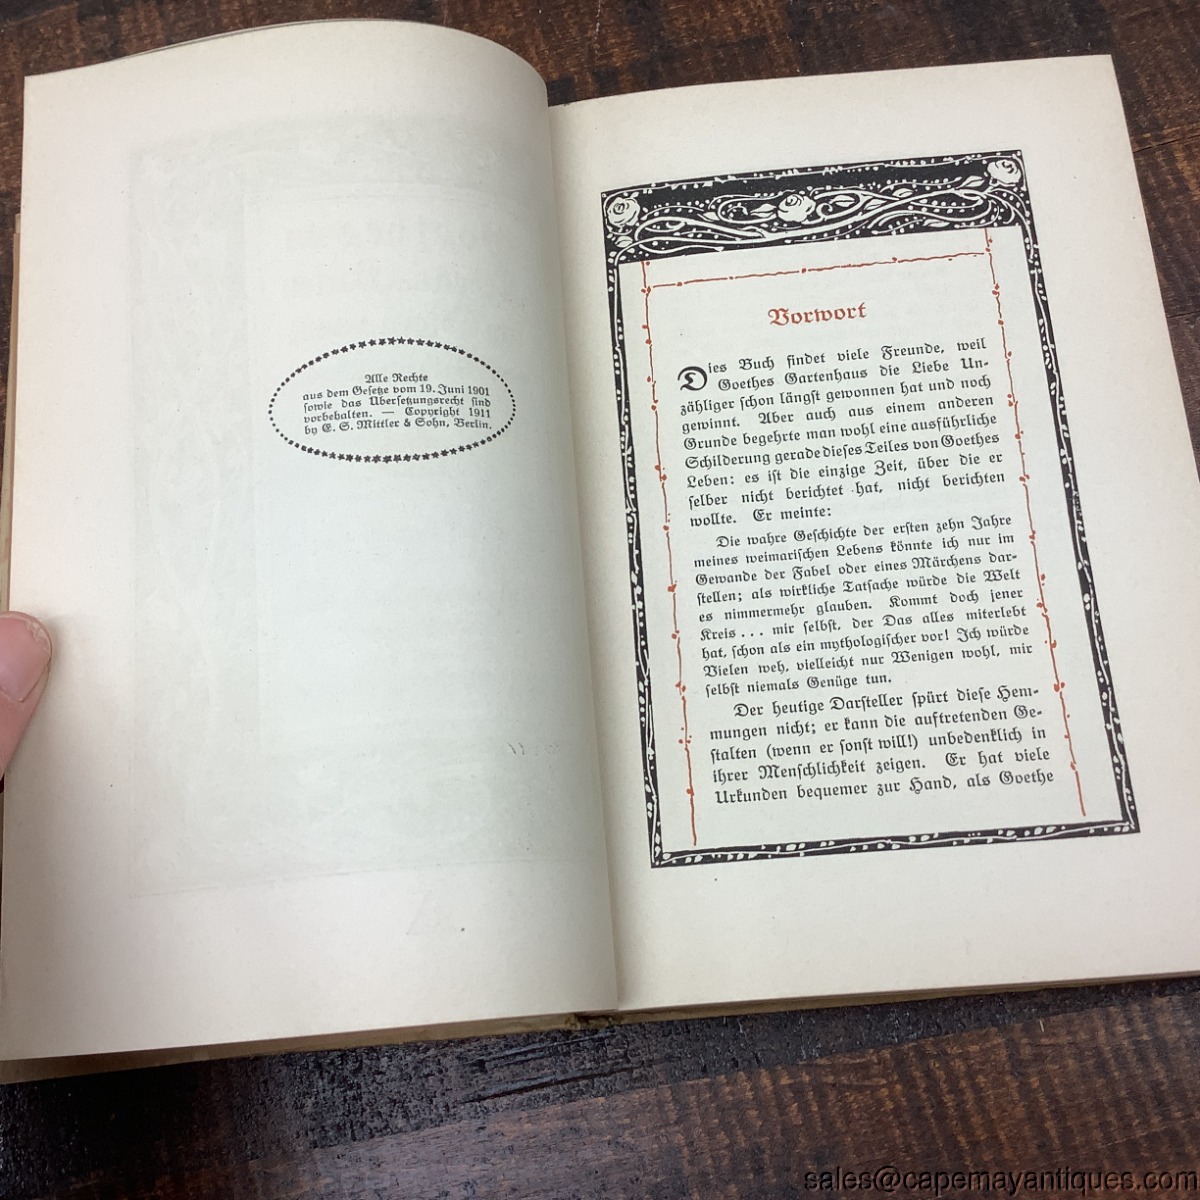 Alle Rechte
aus dem Gesetze vom 19. Juni 1901
sowie das Übersetzungsrecht sind
vorbehalten. — Copyright 1911
by E. S. Mittler & Sohn, Berlin.
Vorwort
Dies Buch findet viele Freunde, weil
Goethes Gartenhaus die Liebe Un-
zähliger schon längst gewonnen hat und noch
gewinnt. Aber auch aus einem anderen
Grunde begehrte man wohl eine ausführliche
Schilderung gerade dieses Teiles von Goethes
Leben: es ist die einzige Zeit, über die er
selber nicht berichtet hat, nicht berichten
wollte. Er meinte:
Die wahre Geschichte der ersten zehn Jahre
meines weimarischen Lebens könnte ich nur im
Gewande der Fabel oder eines Märchens dar-
stellen; als wirkliche Tatsache würde die Welt
es nimmermehr glauben. Kommt doch jener
Kreis... mir selbst, der Das alles miterlebt
hat, schon als ein mythologischer vor! Ich würde
Vielen weh, vielleicht nur Wenigen wohl, mir
selbst niemals Genüge tun.
Der heutige Darsteller spürt diese Hem-
mungen nicht; er kann die auftretenden Ge-
stalten (wenn er sonst will!) unbedenklich in
ihrer Menschlichkeit zeigen. Er hat viele
Urkunden bequemer zur Hand, als Goethe
sales@capemayantiques.com